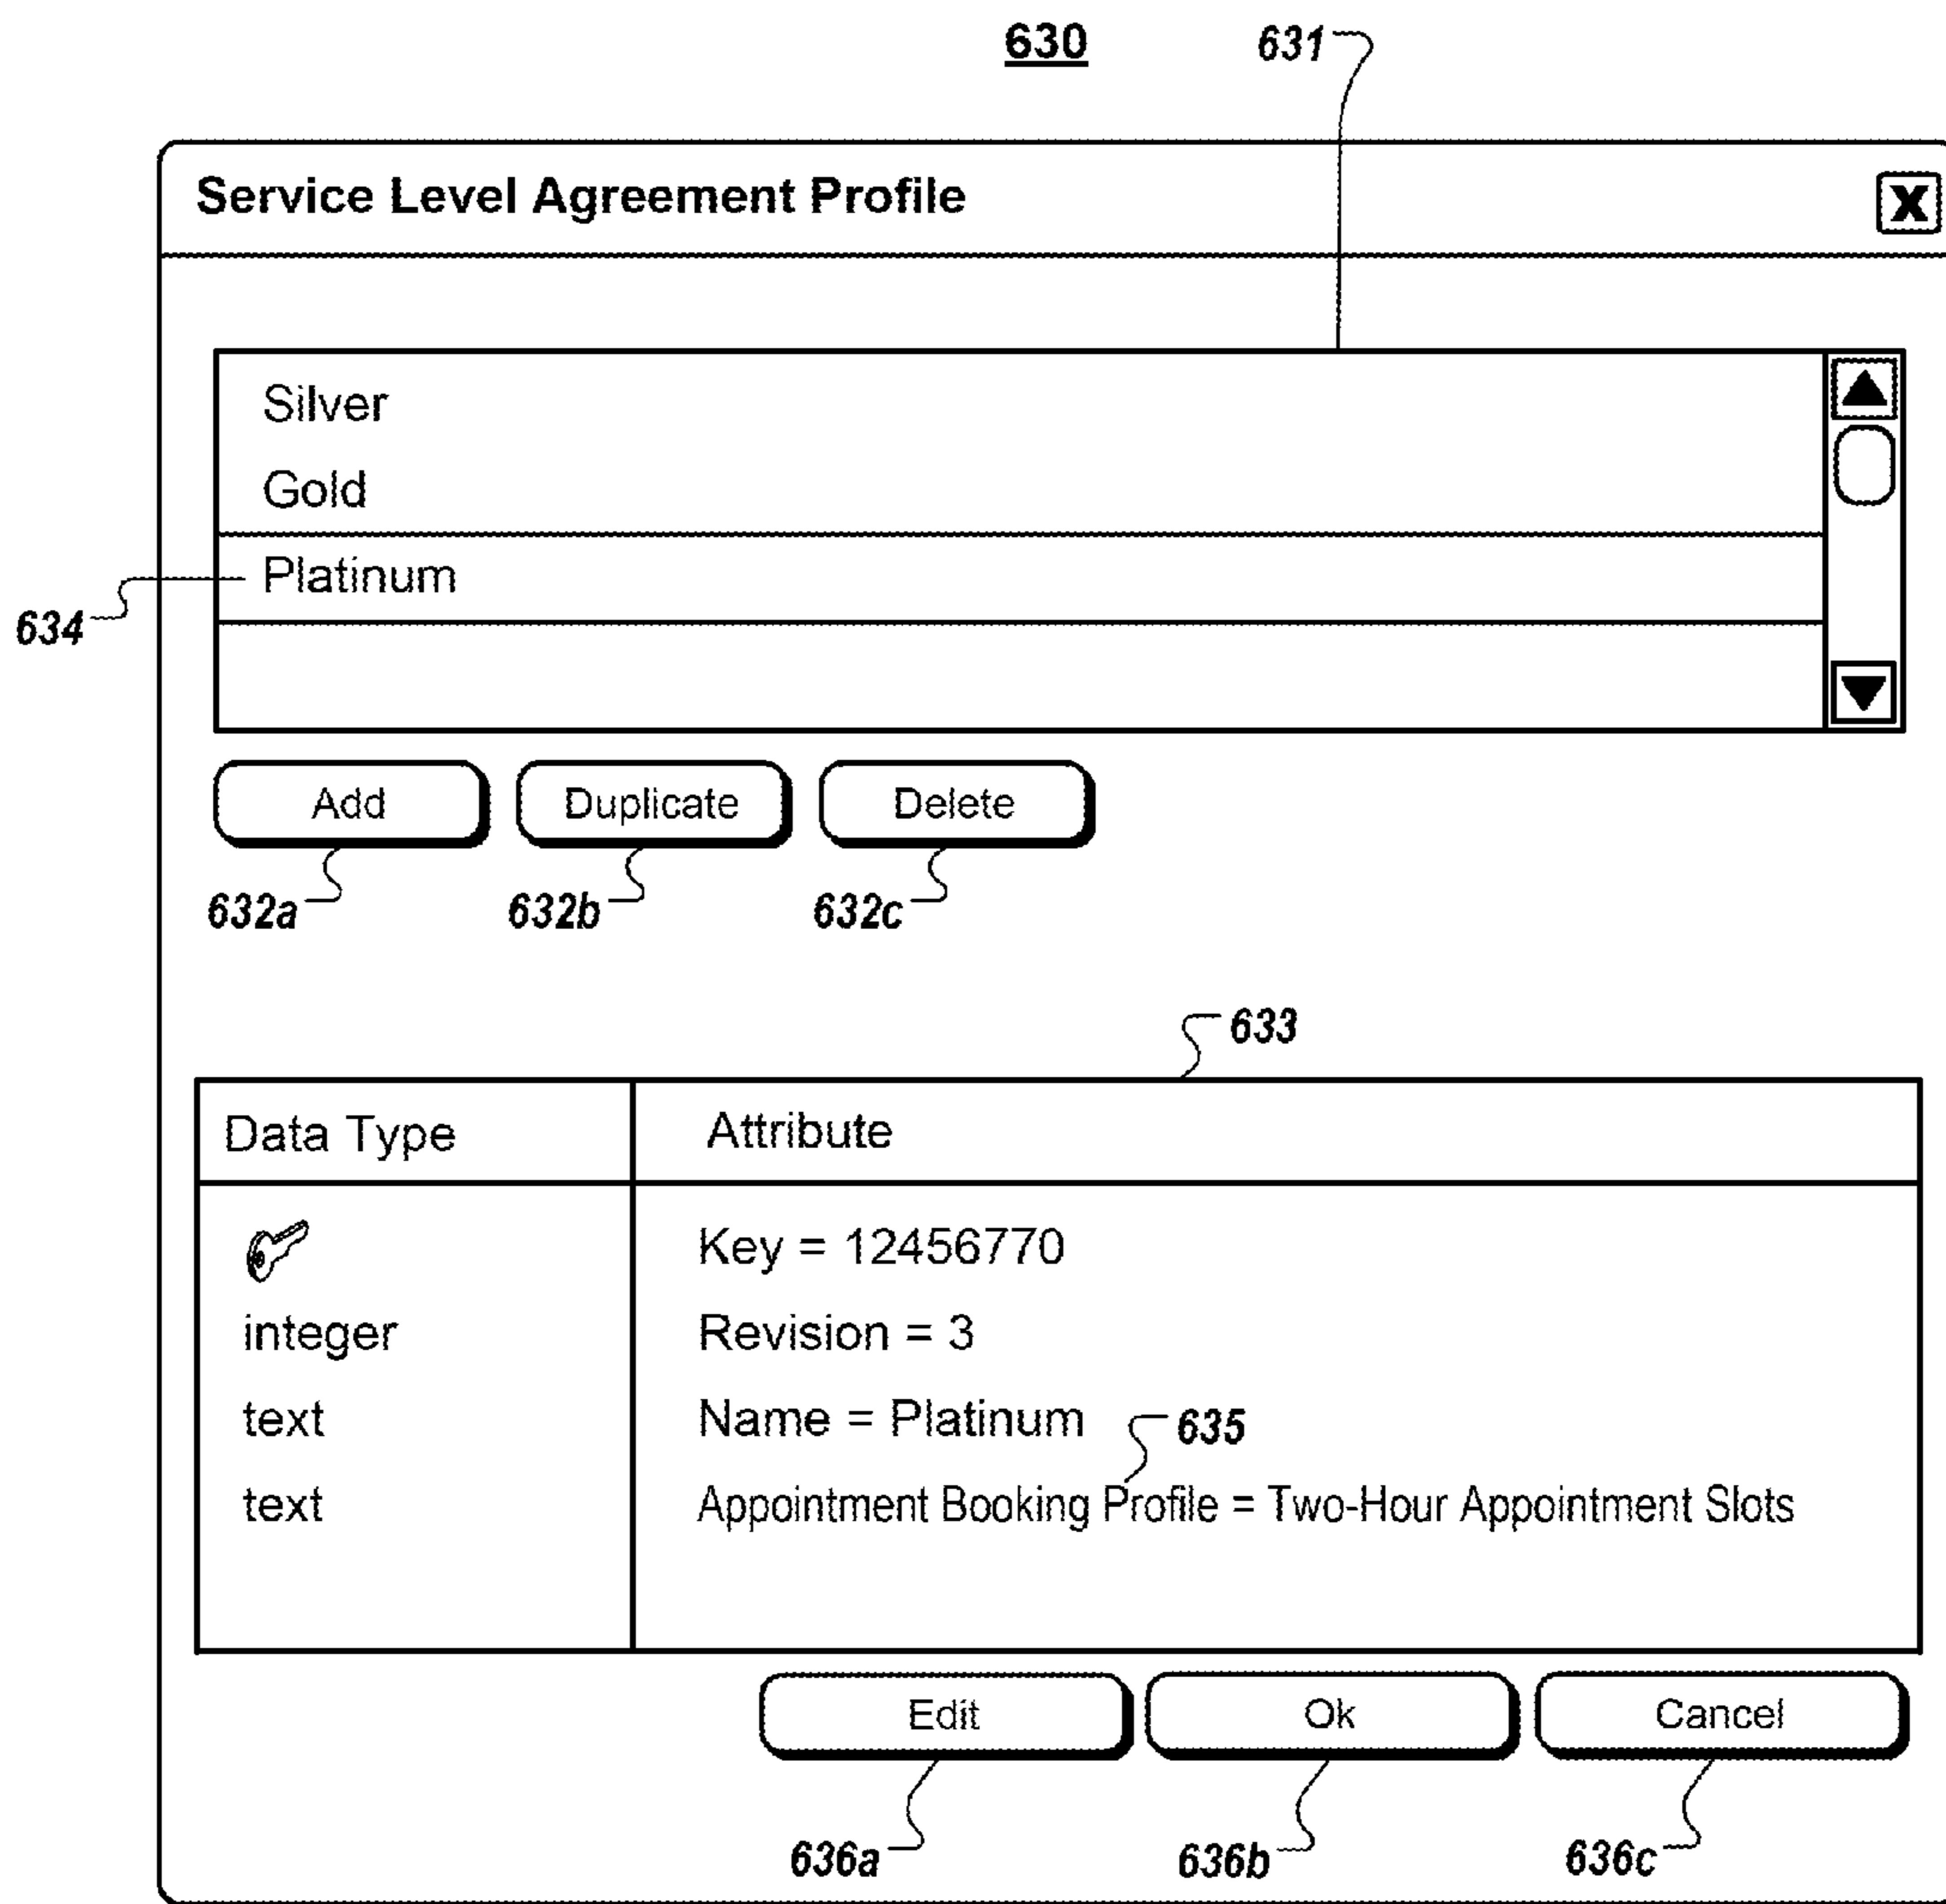 630 631
Service Level Agreement Profile X
Silver
Gold
Platinum
634
Add Duplicate Delete
632a 632b 632c
633
Data Type Attribute
Key = 12456770
integer Revision = 3
text Name = Platinum 635
text Appointment Booking Profile = Two-Hour Appointment Slots
Edit Ok Cancel
636a 636b 636c